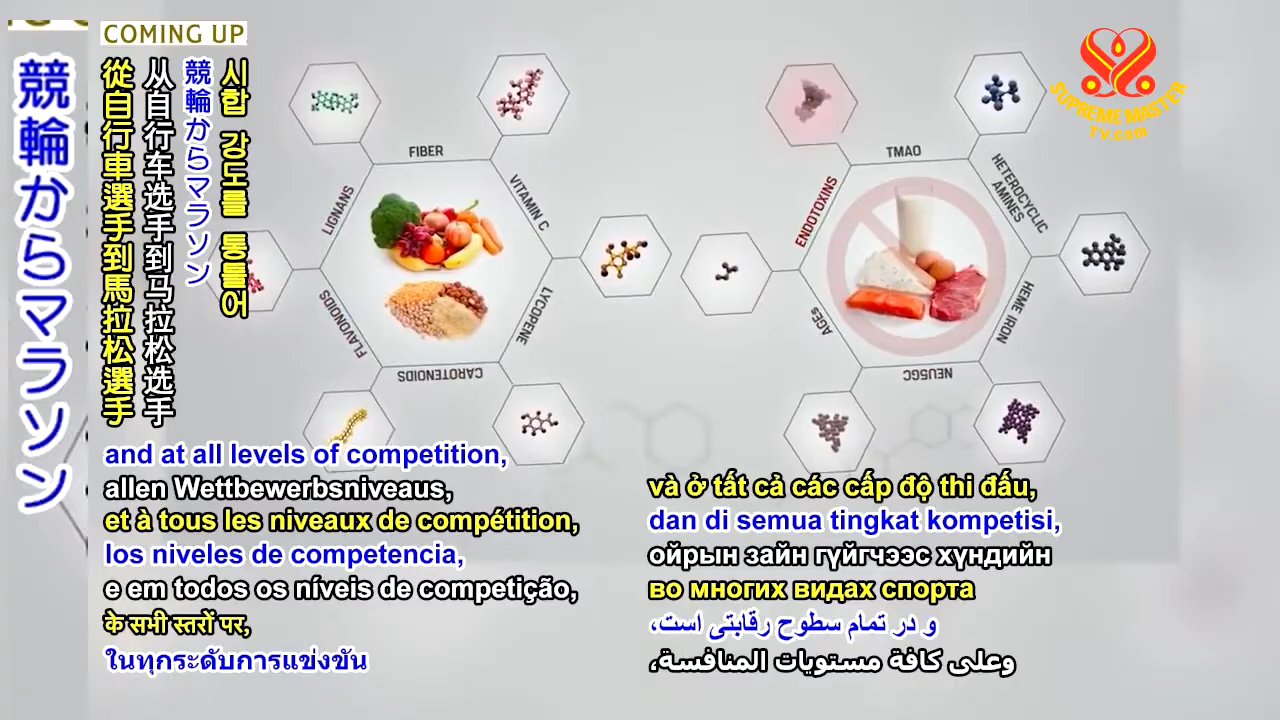 COMING UP
競輪からマラソン
從自行車選手到馬拉松選手
从自行车选手到马拉松选手
競輪からマラソン
시합 강도를 통틀어
FIBER
VITAMIN C
LYCOPENE
CAROTENOIDS
FLAVONOIDS
LIGNANS
TMAO
HETEROCYCLIC
AMINES
HEME IRON
NEU5GC
AGEs
ENDOTOXINS
SUPREME MASTER
TV.com
and at all levels of competition,
allen Wettbewerbsniveaus,
et à tous les niveaux de compétition,
los niveles de competencia,
e em todos os níveis de competição,
के सभी स्तरों पर,
ในทุกระดับการแข่งขัน
và ở tất cả các cấp độ thi đấu,
dan di semua tingkat kompetisi,
ойрын зайн гүйгчээс хүндийн
во многих видах спорта
و در تمام سطوح رقابتی است،
وعلى كافة مستويات المنافسة،